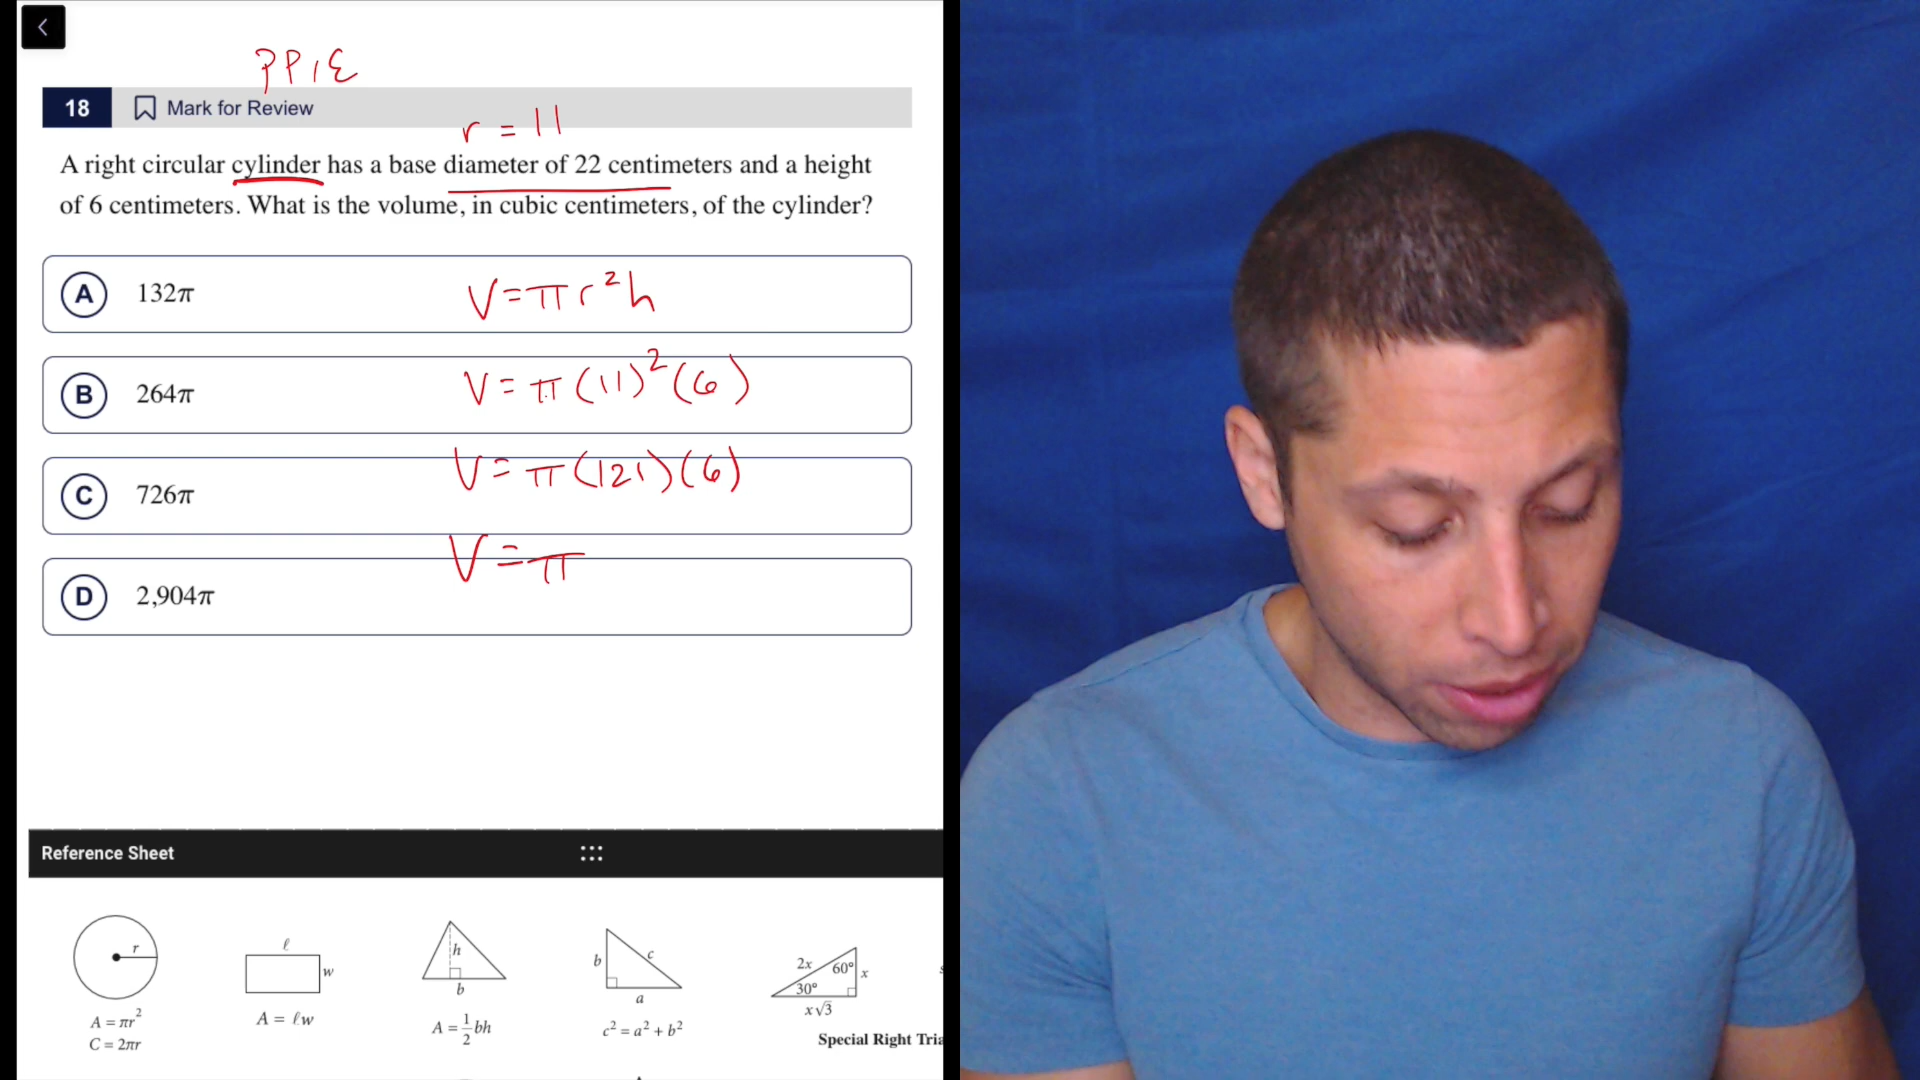 PPIE
18 Mark for Review
r = 11
A right circular cylinder has a base diameter of 22 centimeters and a height
of 6 centimeters. What is the volume, in cubic centimeters, of the cylinder?
A 132π
V = πr²h
B 264π
V = π(11)²(6)
C 726π
V = π(121)(6)
V = π
D 2,904π
Reference Sheet
r
A = πr²
C = 2πr
ℓ
w
A = ℓw
h
b
A = 1/2 bh
b
c
a
c² = a² + b²
2x
60°
x
30°
x√3
Special Right Tria